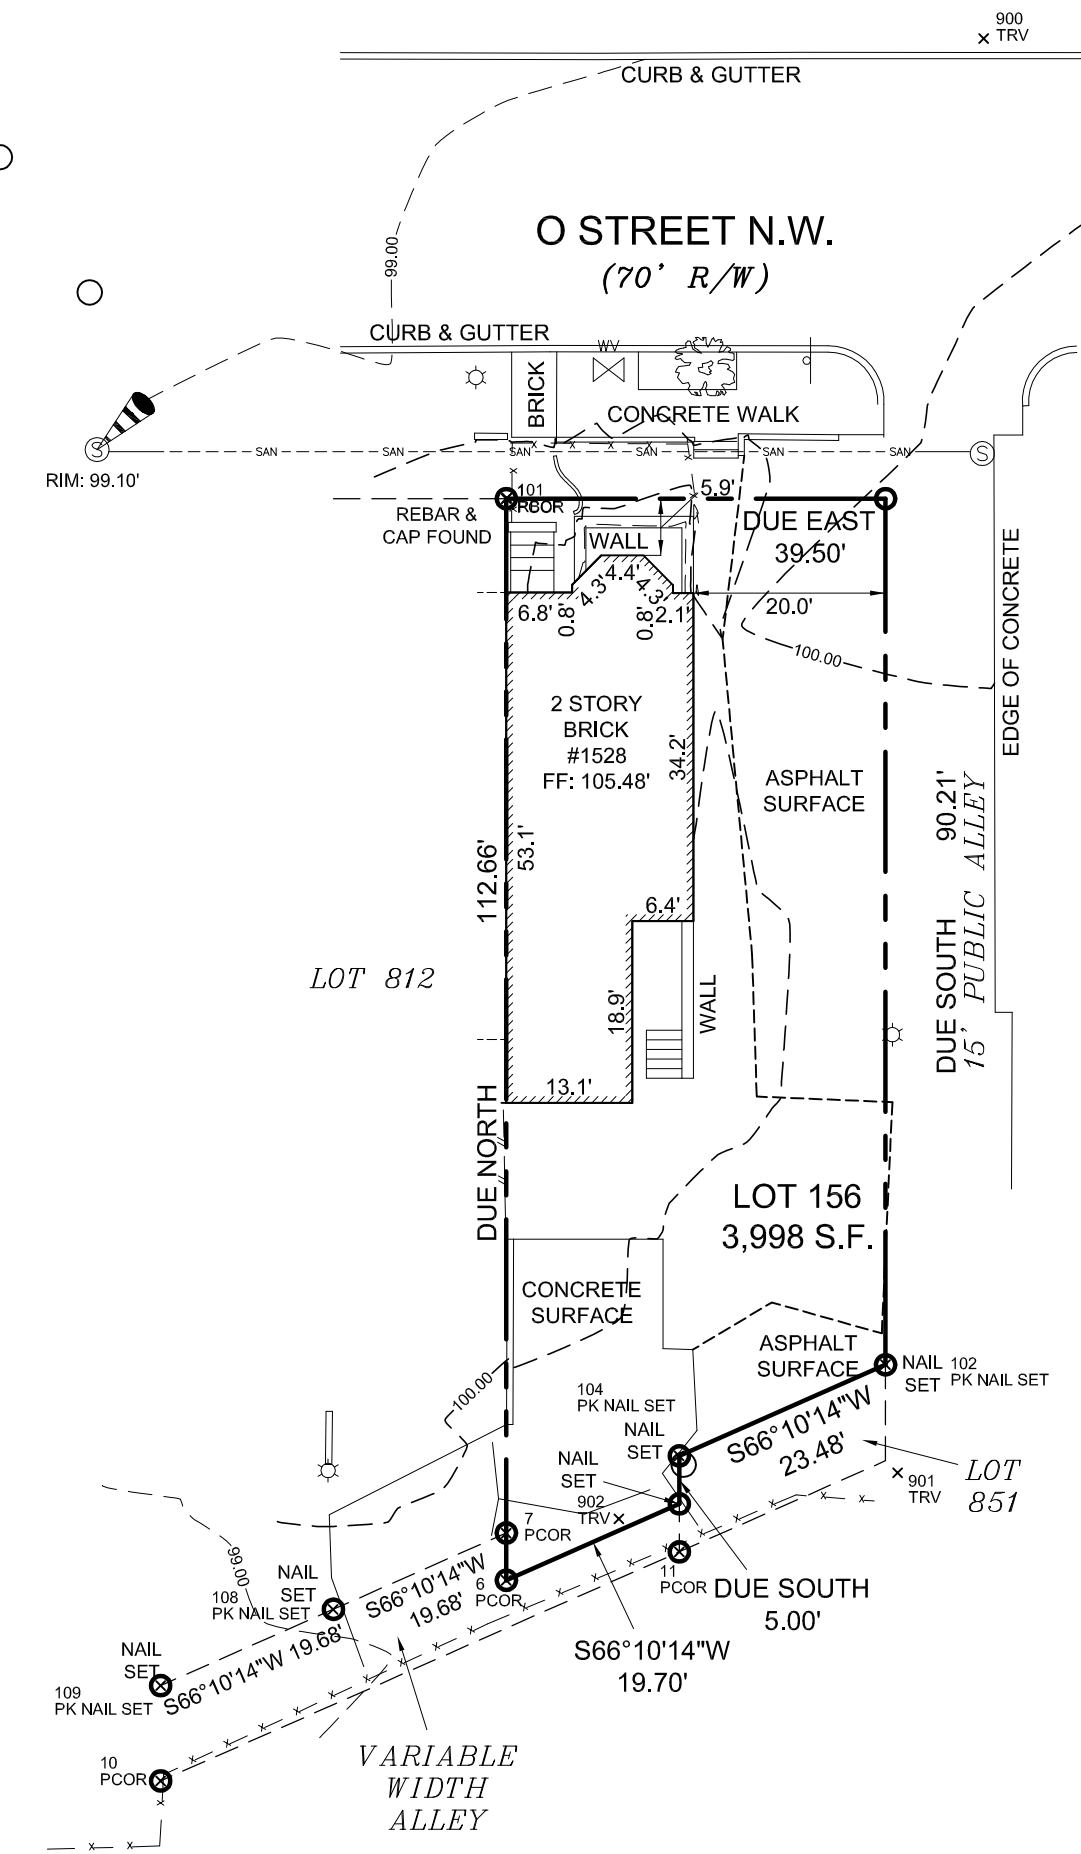 900
TRV
CURB & GUTTER
O STREET N.W.
(70' R/W)
99.00
CURB & GUTTER
WV
BRICK
CONCRETE WALK
SAN
SAN
SAN
SAN
SAN
SAN
S
S
RIM: 99.10'
101
REBAR &
CAP FOUND
5.9'
DUE EAST
39.50'
WALL
4.4'
4.3'
4.3'
6.8'
0.8'
0.8'
2.1'
20.0'
100.00
EDGE OF CONCRETE
2 STORY
BRICK
#1528
FF: 105.48'
34.2'
ASPHALT
SURFACE
53.1'
112.66'
DUE NORTH
6.4'
LOT 812
18.9'
WALL
DUE SOUTH 90.21'
15' PUBLIC ALLEY
13.1'
LOT 156
3,998 S.F.
CONCRETE
SURFACE
ASPHALT
SURFACE
NAIL
SET
102
PK NAIL SET
104
PK NAIL SET
NAIL
SET
100.00
S66°10'14"W
23.48'
NAIL
SET
LOT
851
901
TRV
902
TRV
7
PCOR
99.00
NAIL
SET
108
PK NAIL SET
S66°10'14"W
19.68'
6
PCOR
11
PCOR
DUE SOUTH
5.00'
S66°10'14"W
19.70'
NAIL
SET
109
PK NAIL SET
S66°10'14"W 19.68'
10
PCOR
VARIABLE
WIDTH
ALLEY